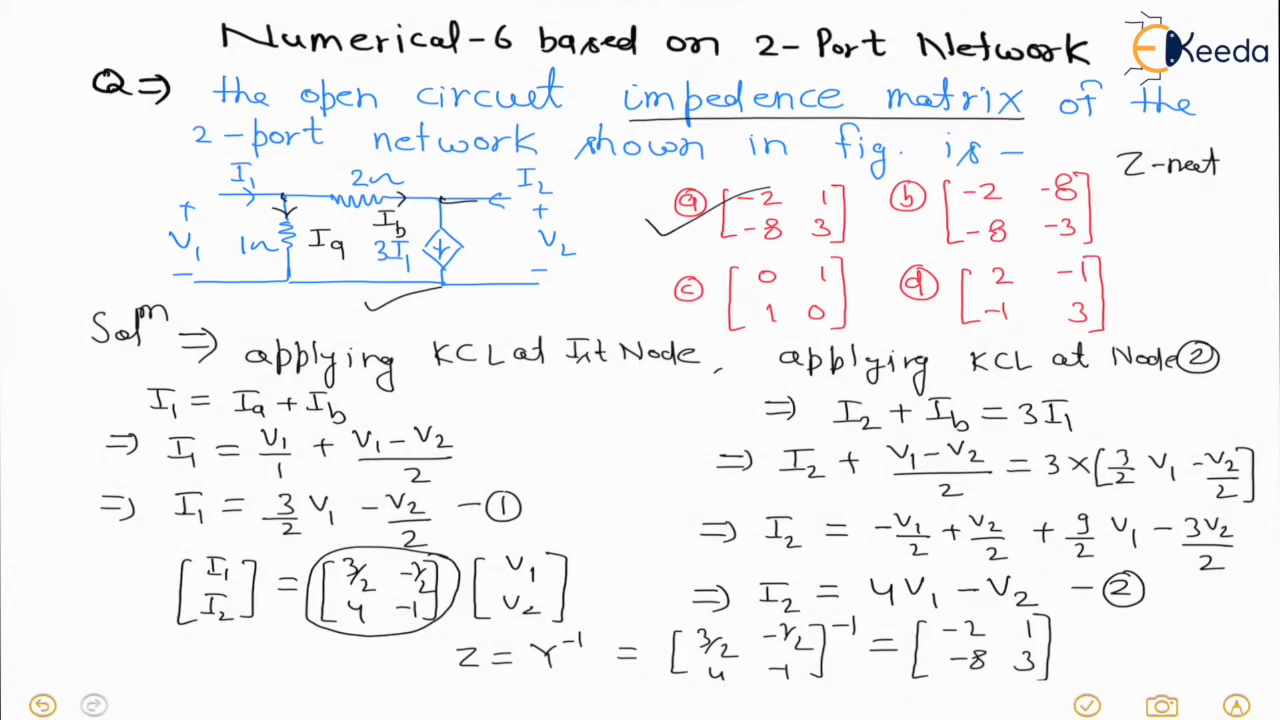 Numerical-6 based on 2-Port Network
EKeeda
Q⇒ the open circuit impedence matrix of the
2-port network shown in fig. is -
Z-neet
I1 2Ω I2
+ Ib +
V1 1Ω Ia 3I1 V2
- -
ⓐ [-2 1
-8 3]
ⓑ [-2 -8
-8 -3]
ⓒ [0 1
1 0]
ⓓ [2 -1
-1 3]
Solⁿ ⇒ applying KCL at Ist Node,
I1 = Ia + Ib
⇒ I1 = V1/1 + (V1-V2)/2
⇒ I1 = 3/2 V1 - V2/2 -①
[I1
I2] = [3/2 -1/2
4 -1] [V1
V2]
applying KCL at Node②
⇒ I2 + Ib = 3I1
⇒ I2 + (V1-V2)/2 = 3×[3/2 V1 - V2/2]
⇒ I2 = -V1/2 + V2/2 + 9/2 V1 - 3V2/2
⇒ I2 = 4V1 - V2 -②
Z = Y⁻¹ = [3/2 -1/2
4 -1]⁻¹ = [-2 1
-8 3]